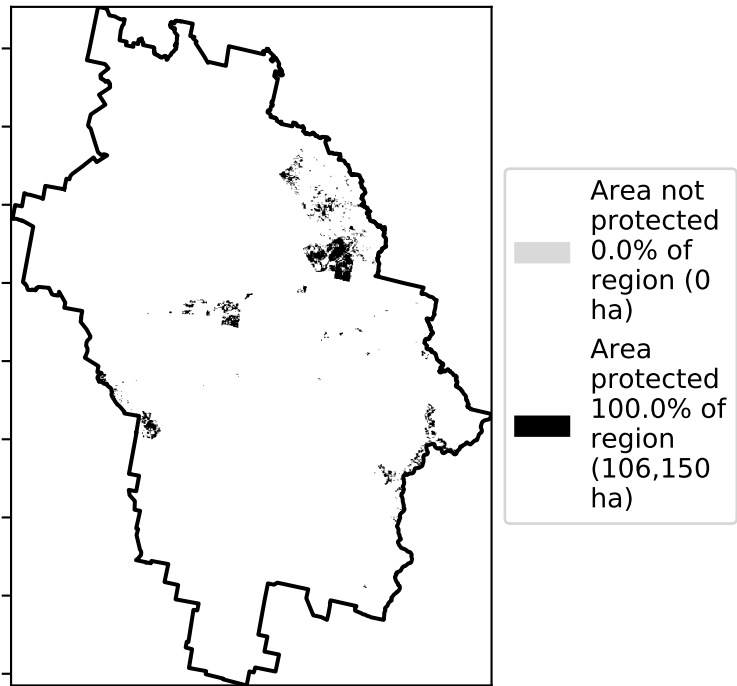 Area not
protected
0.0% of
region (0
ha)
Area
protected
100.0% of
region
(106,150
ha)